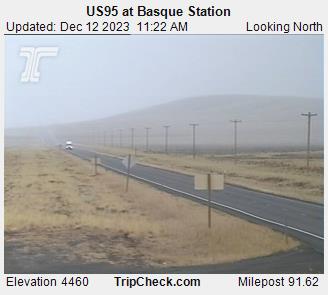 US95 at Basque Station
Updated: Dec 12 2023 11:22 AM Looking North
Elevation 4460 TripCheck.com Milepost 91.62